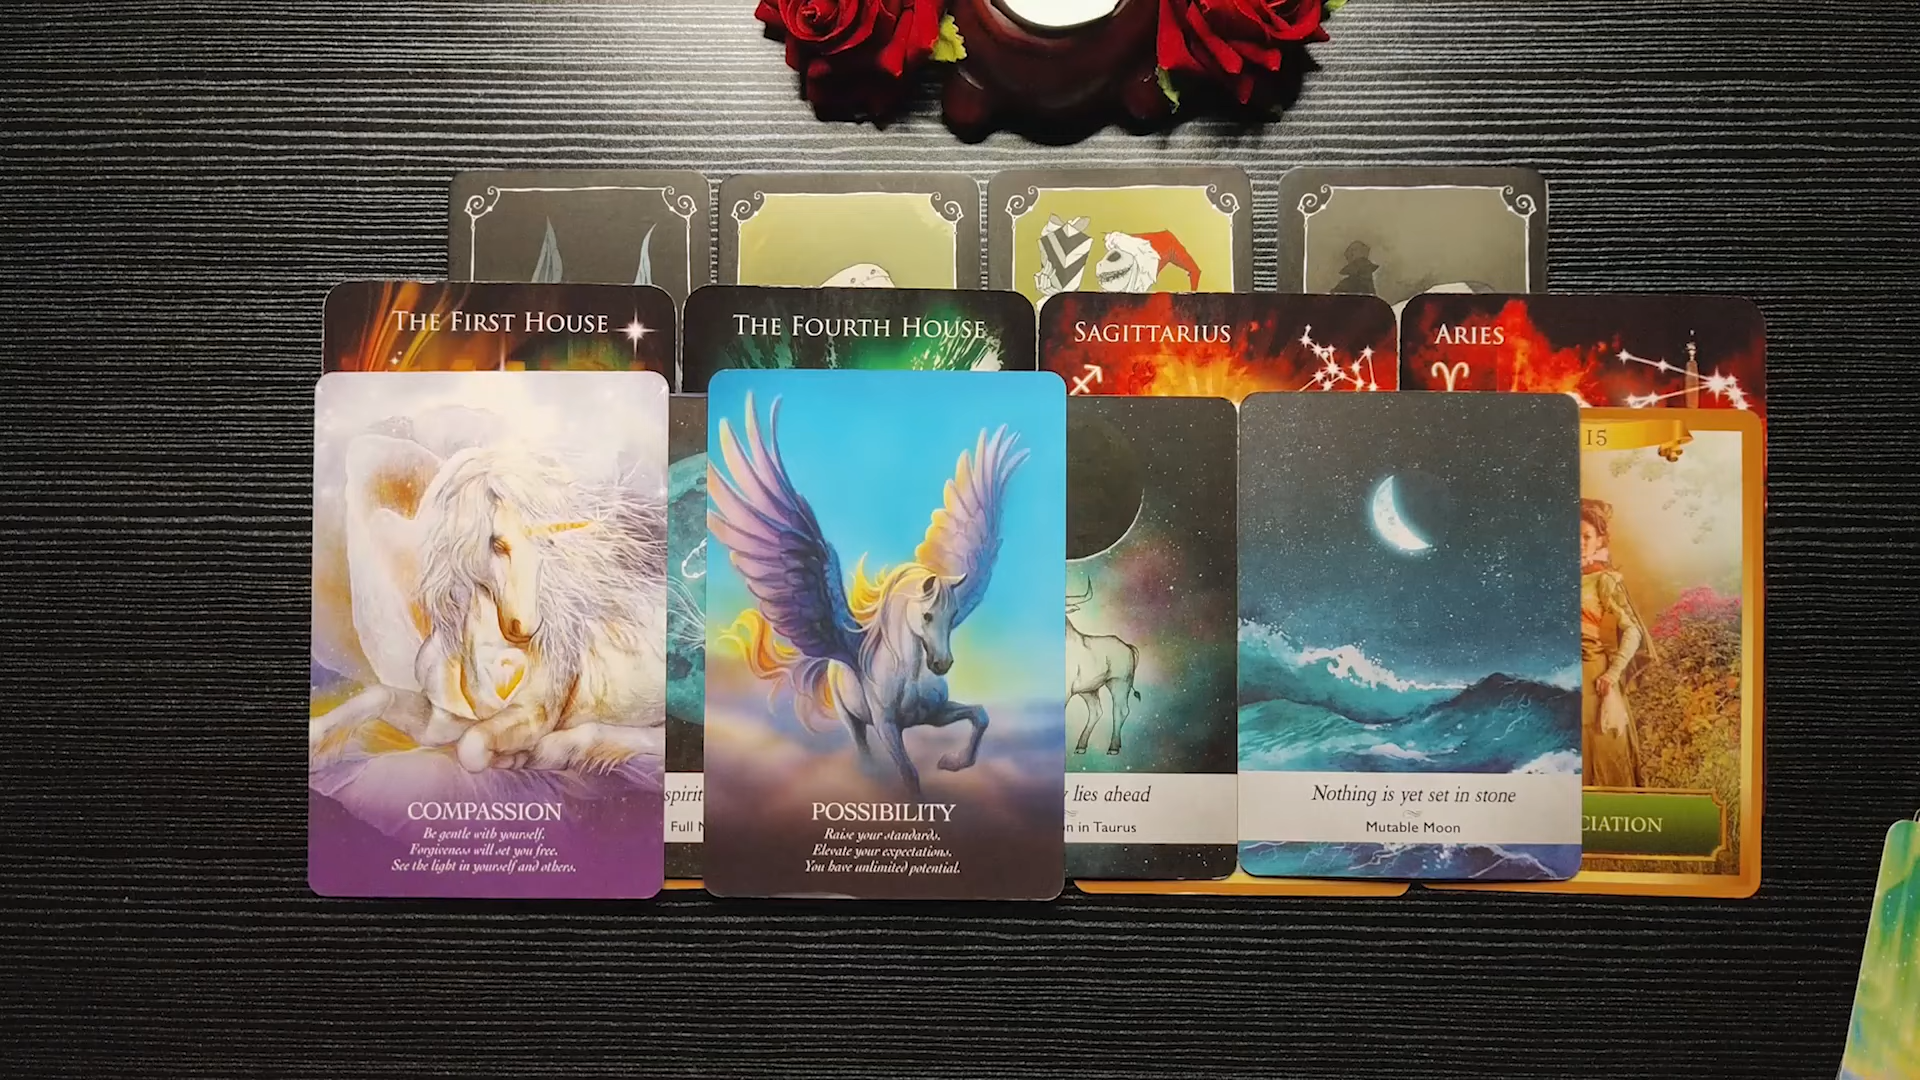 THE FIRST HOUSE
THE FOURTH HOUSE
SAGITTARIUS
ARIES
15
COMPASSION
Be gentle with yourself.
Forgiveness will set you free.
See the light in yourself and others.
spirit
Full
POSSIBILITY
Raise your standards.
Elevate your expectations.
You have unlimited potential.
lies ahead
in Taurus
Nothing is yet set in stone
Mutable Moon
CIATION